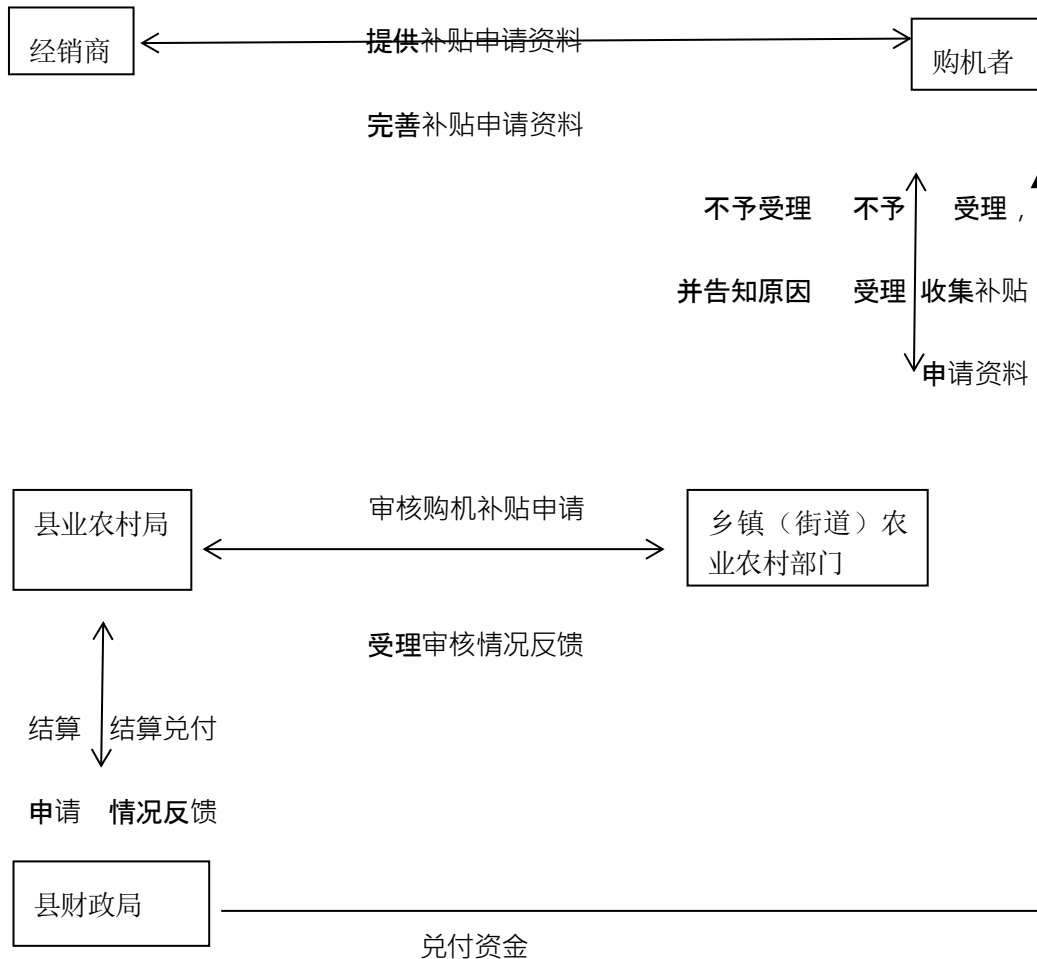 经销商
提供补贴申请资料
购机者
完善补贴申请资料
不予受理 不予 受理，
并告知原因 受理 收集补贴
申请资料
县业农村局
审核购机补贴申请
乡镇（街道）农
业农村部门
受理审核情况反馈
结算 结算兑付
申请 情况反馈
县财政局
兑付资金